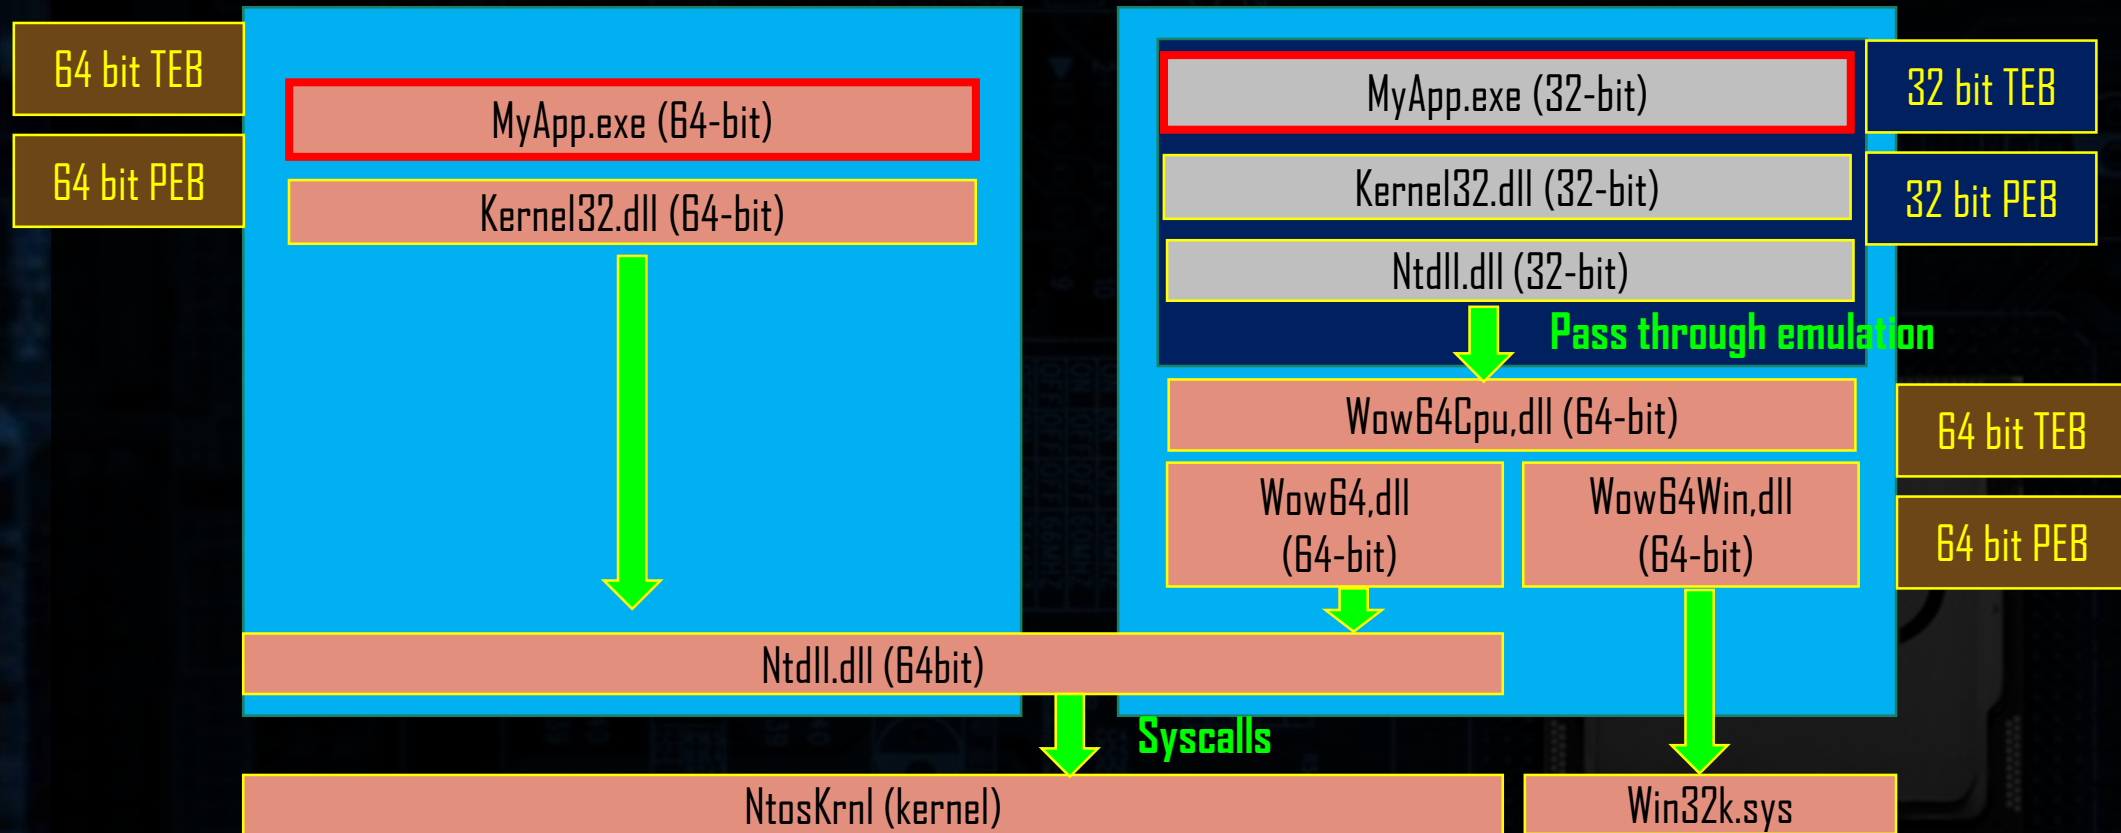 64 bit TEB
64 bit PEB
MyApp.exe (64-bit)
Kernel32.dll (64-bit)
MyApp.exe (32-bit)
Kernel32.dll (32-bit)
Ntdll.dll (32-bit)
32 bit TEB
32 bit PEB
Pass through emulation
Wow64Cpu,dll (64-bit)
Wow64,dll
(64-bit)
Wow64Win,dll
(64-bit)
64 bit TEB
64 bit PEB
Ntdll.dll (64bit)
Syscalls
NtosKrnl (kernel)
Win32k.sys